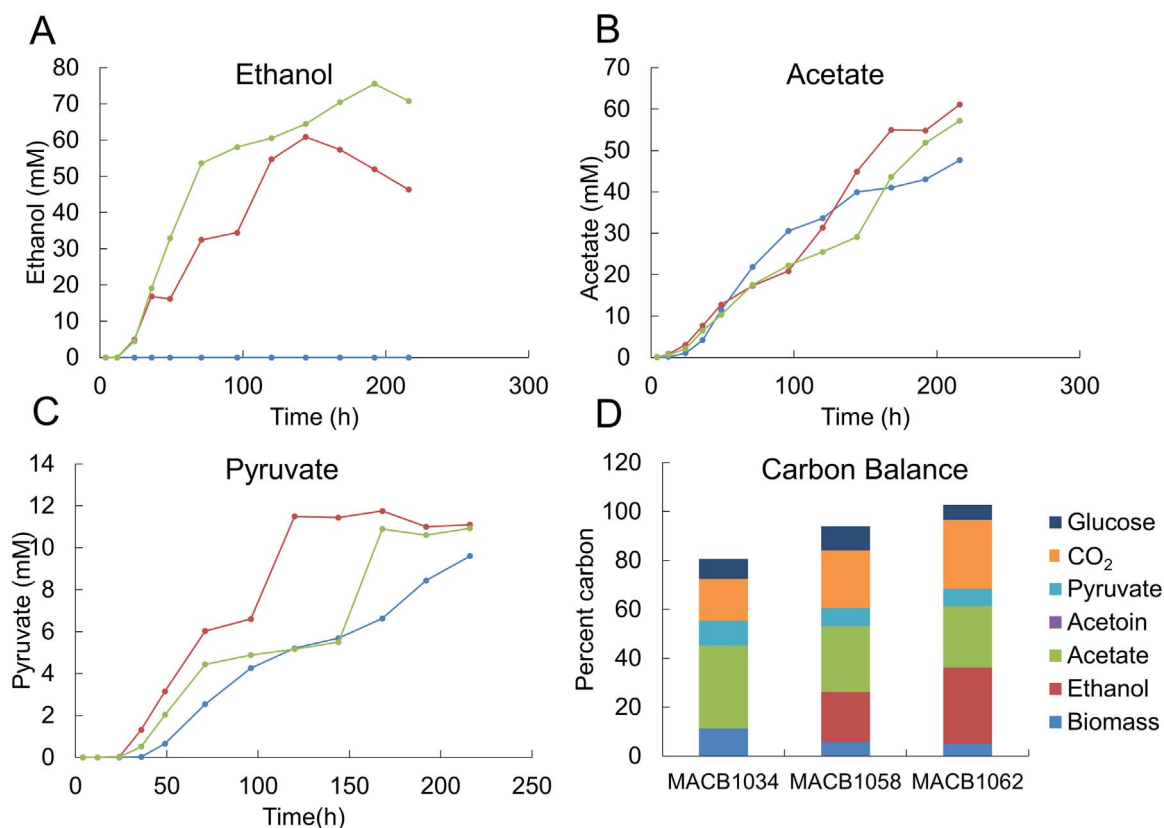 A
Ethanol
80
70
60
50
40
30
20
10
0
Ethanol (mM)
0
100
200
300
Time (h)
B
Acetate
70
60
50
40
30
20
10
0
Acetate (mM)
0
100
200
300
Time (h)
C
Pyruvate
14
12
10
8
6
4
2
0
Pyruvate (mM)
0
50
100
150
200
250
Time(h)
D
Carbon Balance
120
100
80
60
40
20
0
Percent carbon
MACB1034
MACB1058
MACB1062
Glucose
CO₂
Pyruvate
Acetoin
Acetate
Ethanol
Biomass